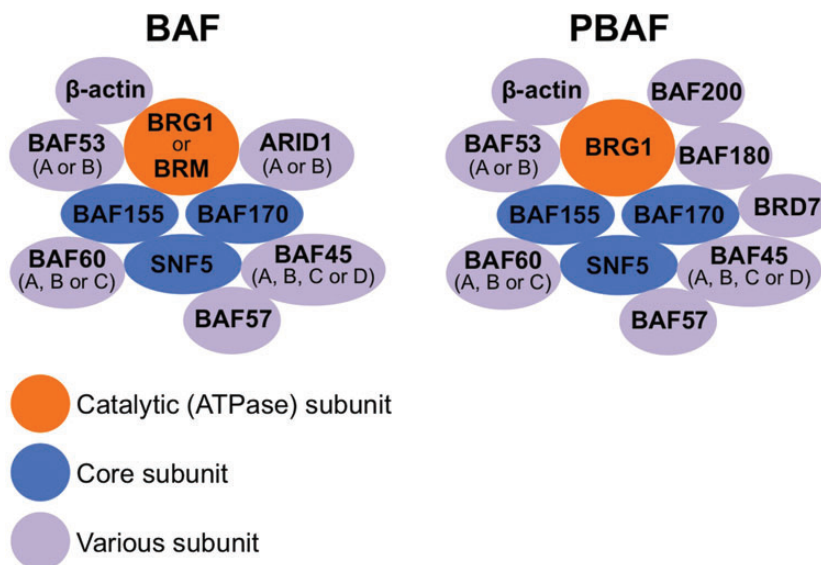 BAF
β-actin
BRG1
or
BRM
BAF53
(A or B)
ARID1
(A or B)
BAF155
BAF170
BAF60
(A, B or C)
SNF5
BAF45
(A, B, C or D)
BAF57
PBAF
β-actin
BAF200
BRG1
BAF53
(A or B)
BAF180
BAF155
BAF170
BRD7
BAF60
(A, B or C)
SNF5
BAF45
(A, B, C or D)
BAF57
Catalytic (ATPase) subunit
Core subunit
Various subunit